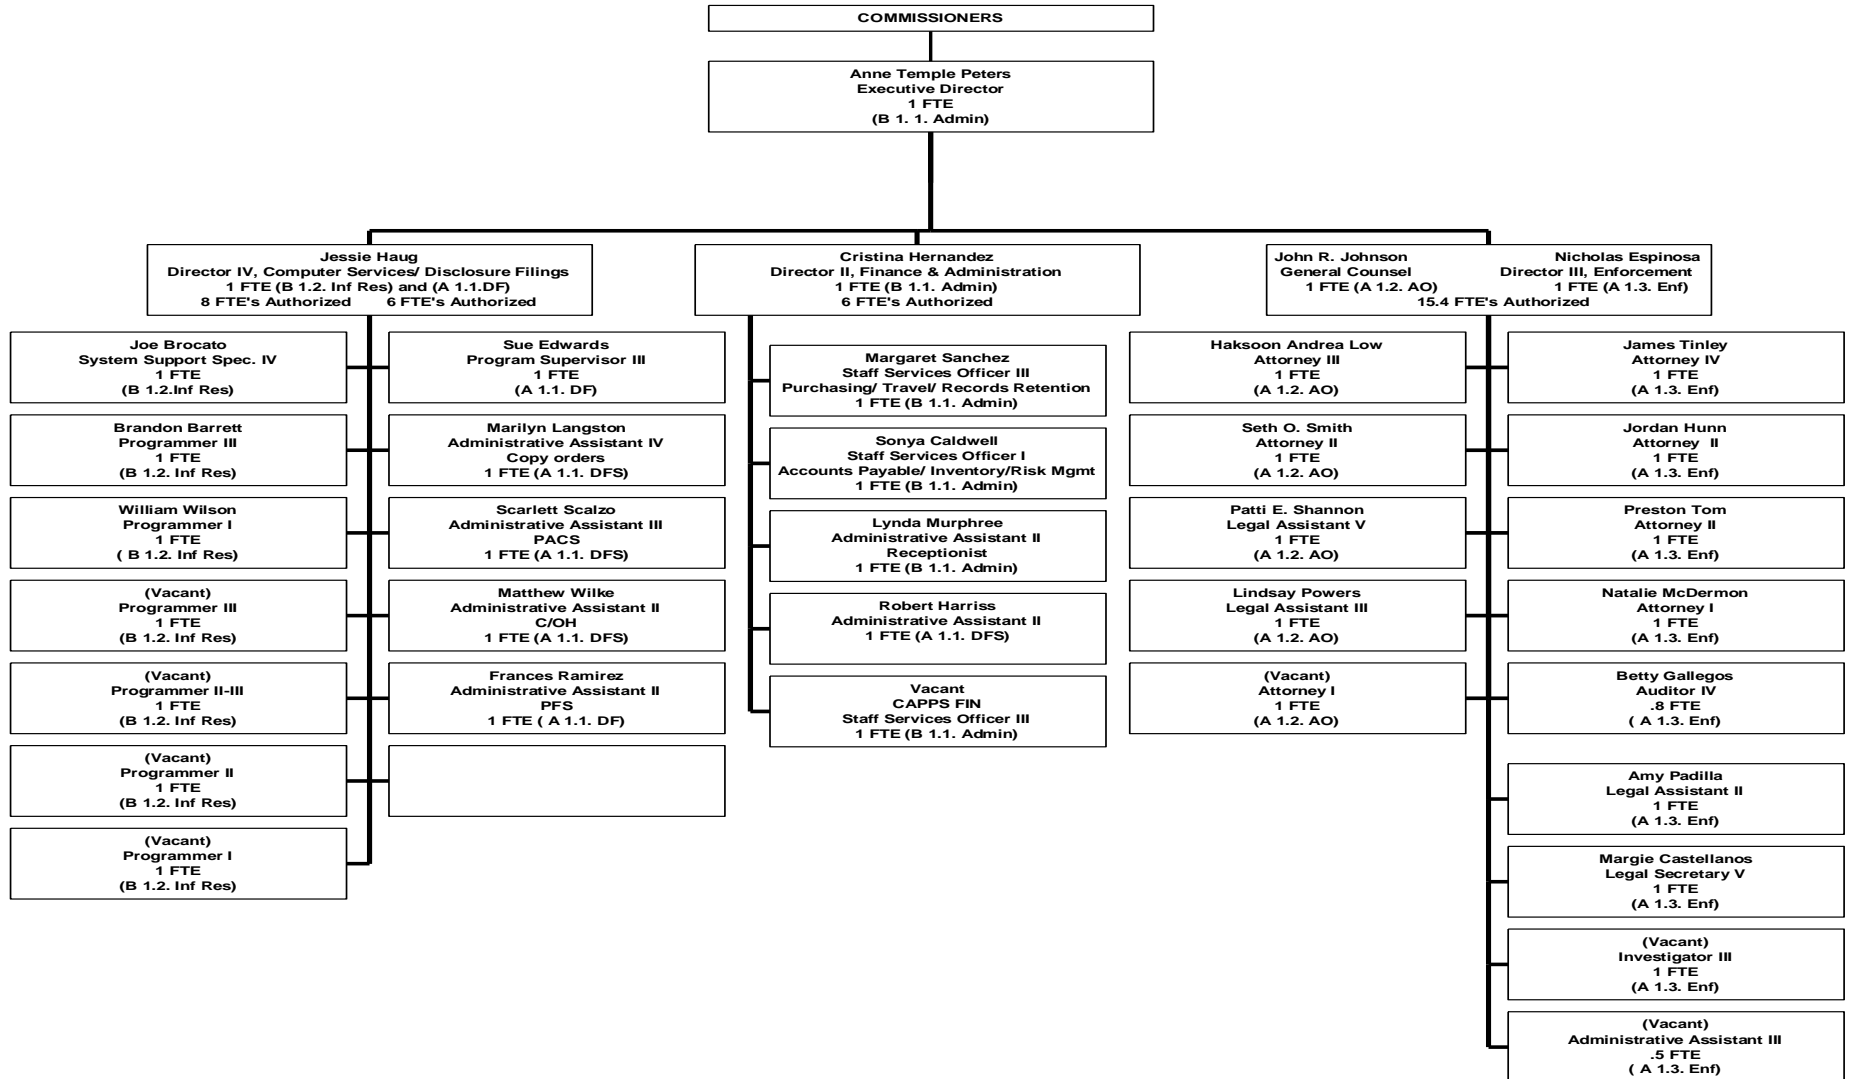 COMMISSIONERS
Anne Temple Peters
Executive Director
1 FTE
(B 1. 1. Admin)
Jessie Haug
Director IV, Computer Services/ Disclosure Filings
1 FTE (B 1.2. Inf Res) and (A 1.1.DF)
8 FTE's Authorized 6 FTE's Authorized
Joe Brocato
System Support Spec. IV
1 FTE
(B 1.2.Inf Res)
Brandon Barrett
Programmer III
1 FTE
(B 1.2. Inf Res)
William Wilson
Programmer I
1 FTE
( B 1.2. Inf Res)
(Vacant)
Programmer III
1 FTE
(B 1.2. Inf Res)
(Vacant)
Programmer II-III
1 FTE
(B 1.2. Inf Res)
(Vacant)
Programmer II
1 FTE
(B 1.2. Inf Res)
(Vacant)
Programmer I
1 FTE
(B 1.2. Inf Res)
Sue Edwards
Program Supervisor III
1 FTE
(A 1.1. DF)
Marilyn Langston
Administrative Assistant IV
Copy orders
1 FTE (A 1.1. DFS)
Scarlett Scalzo
Administrative Assistant III
PACS
1 FTE (A 1.1. DFS)
Matthew Wilke
Administrative Assistant II
C/OH
1 FTE (A 1.1. DFS)
Frances Ramirez
Administrative Assistant II
PFS
1 FTE ( A 1.1. DF)
Cristina Hernandez
Director II, Finance & Administration
1 FTE (B 1.1. Admin)
6 FTE's Authorized
Margaret Sanchez
Staff Services Officer III
Purchasing/ Travel/ Records Retention
1 FTE (B 1.1. Admin)
Sonya Caldwell
Staff Services Officer I
Accounts Payable/ Inventory/Risk Mgmt
1 FTE (B 1.1. Admin)
Lynda Murphree
Administrative Assistant II
Receptionist
1 FTE (B 1.1. Admin)
Robert Harriss
Administrative Assistant II
1 FTE (A 1.1. DFS)
Vacant
CAPPS FIN
Staff Services Officer III
1 FTE (B 1.1. Admin)
John R. Johnson Nicholas Espinosa
General Counsel Director III, Enforcement
1 FTE (A 1.2. AO) 1 FTE (A 1.3. Enf)
15.4 FTE's Authorized
Haksoon Andrea Low
Attorney III
1 FTE
(A 1.2. AO)
Seth O. Smith
Attorney II
1 FTE
(A 1.2. AO)
Patti E. Shannon
Legal Assistant V
1 FTE
(A 1.2. AO)
Lindsay Powers
Legal Assistant III
1 FTE
(A 1.2. AO)
(Vacant)
Attorney I
1 FTE
(A 1.2. AO)
James Tinley
Attorney IV
1 FTE
(A 1.3. Enf)
Jordan Hunn
Attorney II
1 FTE
(A 1.3. Enf)
Preston Tom
Attorney II
1 FTE
(A 1.3. Enf)
Natalie McDermon
Attorney I
1 FTE
(A 1.3. Enf)
Betty Gallegos
Auditor IV
.8 FTE
( A 1.3. Enf)
Amy Padilla
Legal Assistant II
1 FTE
(A 1.3. Enf)
Margie Castellanos
Legal Secretary V
1 FTE
(A 1.3. Enf)
(Vacant)
Investigator III
1 FTE
(A 1.3. Enf)
(Vacant)
Administrative Assistant III
.5 FTE
( A 1.3. Enf)